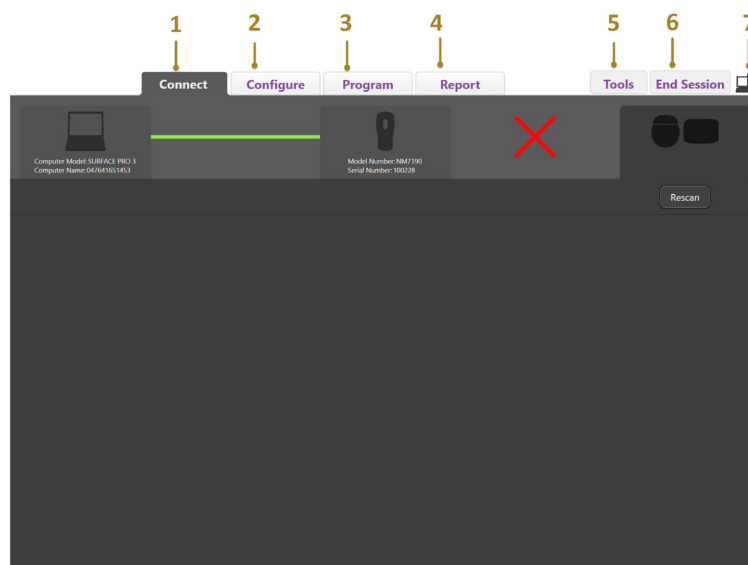 1 2 3 4 5 6 7
Connect Configure Program Report Tools End Session
Computer Model: SURFACE PRO 3
Computer Name: 047641651453
Model Number: NM7190
Serial Number: 100228
Rescan